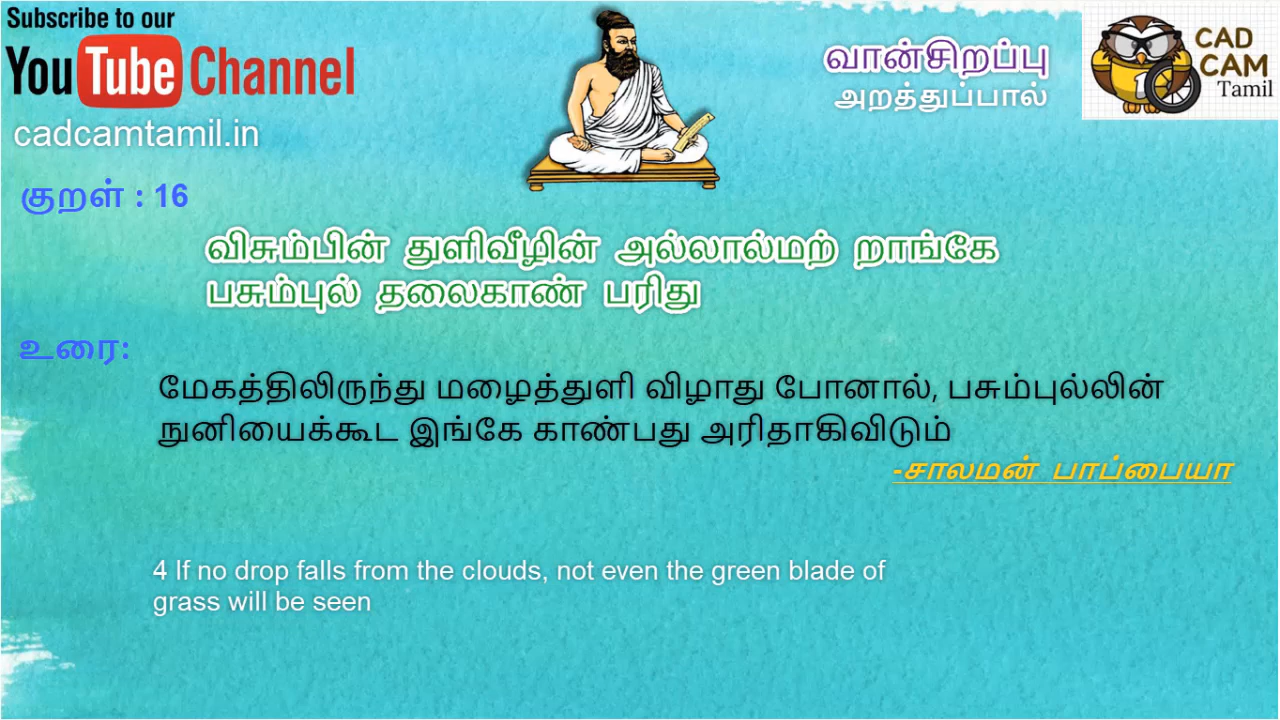 Subscribe to our
YouTube Channel
cadcamtamil.in
வான்சிறப்பு
அறத்துப்பால்
CAD
CAM
Tamil
குறள் : 16
விசும்பின் துளிவீழின் அல்லால்மற் றாங்கே
பசும்புல் தலைகாண் பரிது
உரை:
மேகத்திலிருந்து மழைத்துளி விழாது போனால், பசும்புல்லின்
நுனியைக்கூட இங்கே காண்பது அரிதாகிவிடும்
-சாலமன் பாப்பையா
4 If no drop falls from the clouds, not even the green blade of
grass will be seen